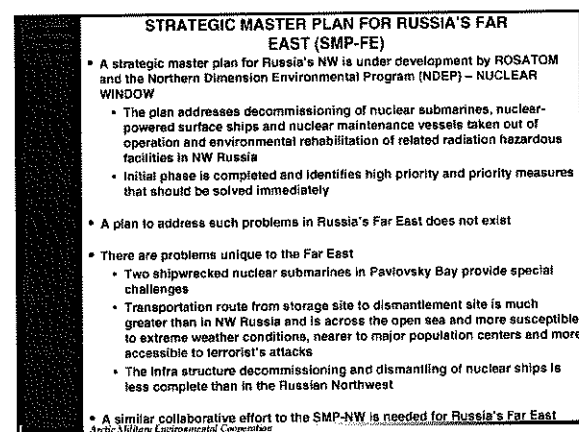 STRATEGIC MASTER PLAN FOR RUSSIA'S FAR
EAST (SMP-FE)
• A strategic master plan for Russia's NW is under development by ROSATOM
and the Northern Dimension Environmental Program (NDEP) – NUCLEAR
WINDOW
• The plan addresses decommissioning of nuclear submarines, nuclear-
powered surface ships and nuclear maintenance vessels taken out of
operation and environmental rehabilitation of related radiation hazardous
facilities in NW Russia
• Initial phase is completed and identifies high priority and priority measures
that should be solved immediately
• A plan to address such problems in Russia's Far East does not exist
• There are problems unique to the Far East
• Two shipwrecked nuclear submarines in Pavlovsky Bay provide special
challenges
• Transportation route from storage site to dismantlement site is much
greater than in NW Russia and is across the open sea and more susceptible
to extreme weather conditions, nearer to major population centers and more
accessible to terrorist's attacks
• The Infra structure decommissioning and dismantling of nuclear ships is
less complete than in the Russian Northwest
• A similar collaborative effort to the SMP-NW is needed for Russia's Far East
Arctic Military Environmental Cooperation